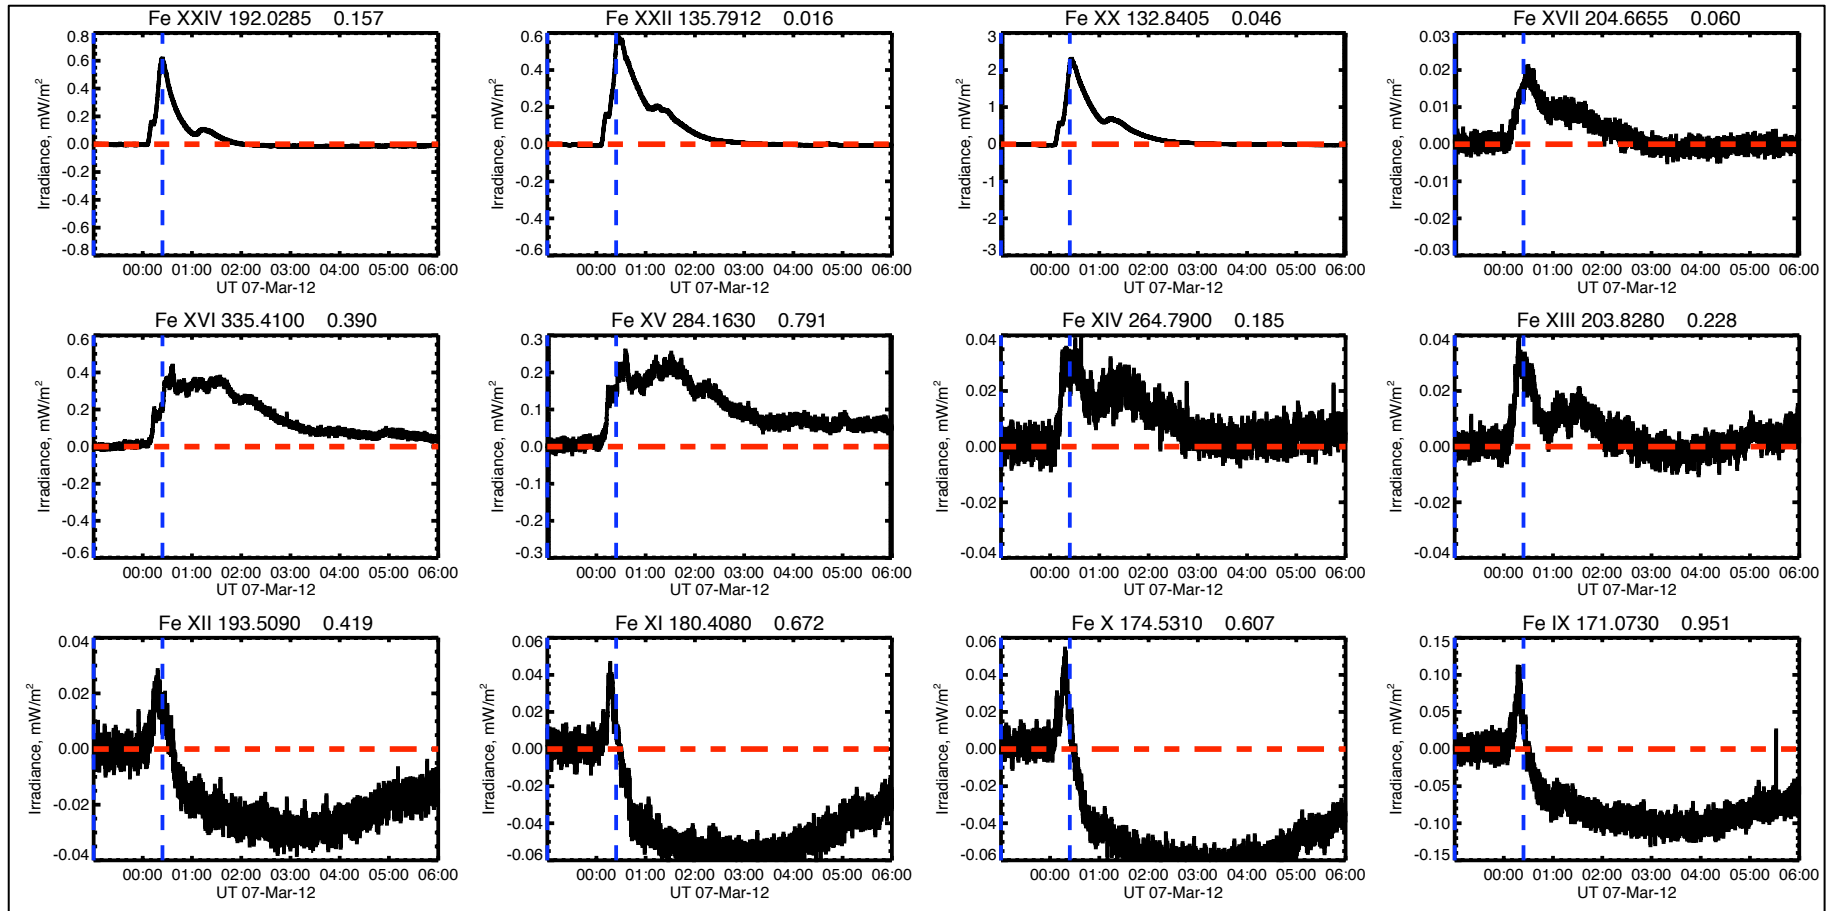 Fe XXIV 192.0285 0.157
Irradiance, mW/m²
0.8
0.6
0.4
0.2
0.0
-0.2
-0.4
-0.6
-0.8
00:00 01:00 02:00 03:00 04:00 05:00 06:00
UT 07-Mar-12
Fe XXII 135.7912 0.016
Irradiance, mW/m²
0.6
0.4
0.2
0.0
-0.2
-0.4
-0.6
00:00 01:00 02:00 03:00 04:00 05:00 06:00
UT 07-Mar-12
Fe XX 132.8405 0.046
Irradiance, mW/m²
3
2
1
0
-1
-2
-3
00:00 01:00 02:00 03:00 04:00 05:00 06:00
UT 07-Mar-12
Fe XVII 204.6655 0.060
Irradiance, mW/m²
0.03
0.02
0.01
0.00
-0.01
-0.02
-0.03
00:00 01:00 02:00 03:00 04:00 05:00 06:00
UT 07-Mar-12
Fe XVI 335.4100 0.390
Irradiance, mW/m²
0.6
0.4
0.2
0.0
-0.2
-0.4
-0.6
00:00 01:00 02:00 03:00 04:00 05:00 06:00
UT 07-Mar-12
Fe XV 284.1630 0.791
Irradiance, mW/m²
0.3
0.2
0.1
0.0
-0.1
-0.2
-0.3
00:00 01:00 02:00 03:00 04:00 05:00 06:00
UT 07-Mar-12
Fe XIV 264.7900 0.185
Irradiance, mW/m²
0.04
0.02
0.00
-0.02
-0.04
00:00 01:00 02:00 03:00 04:00 05:00 06:00
UT 07-Mar-12
Fe XIII 203.8280 0.228
Irradiance, mW/m²
0.04
0.02
0.00
-0.02
-0.04
00:00 01:00 02:00 03:00 04:00 05:00 06:00
UT 07-Mar-12
Fe XII 193.5090 0.419
Irradiance, mW/m²
0.04
0.02
0.00
-0.02
-0.04
00:00 01:00 02:00 03:00 04:00 05:00 06:00
UT 07-Mar-12
Fe XI 180.4080 0.672
Irradiance, mW/m²
0.06
0.04
0.02
0.00
-0.02
-0.04
-0.06
00:00 01:00 02:00 03:00 04:00 05:00 06:00
UT 07-Mar-12
Fe X 174.5310 0.607
Irradiance, mW/m²
0.06
0.04
0.02
0.00
-0.02
-0.04
-0.06
00:00 01:00 02:00 03:00 04:00 05:00 06:00
UT 07-Mar-12
Fe IX 171.0730 0.951
Irradiance, mW/m²
0.15
0.10
0.05
0.00
-0.05
-0.10
-0.15
00:00 01:00 02:00 03:00 04:00 05:00 06:00
UT 07-Mar-12